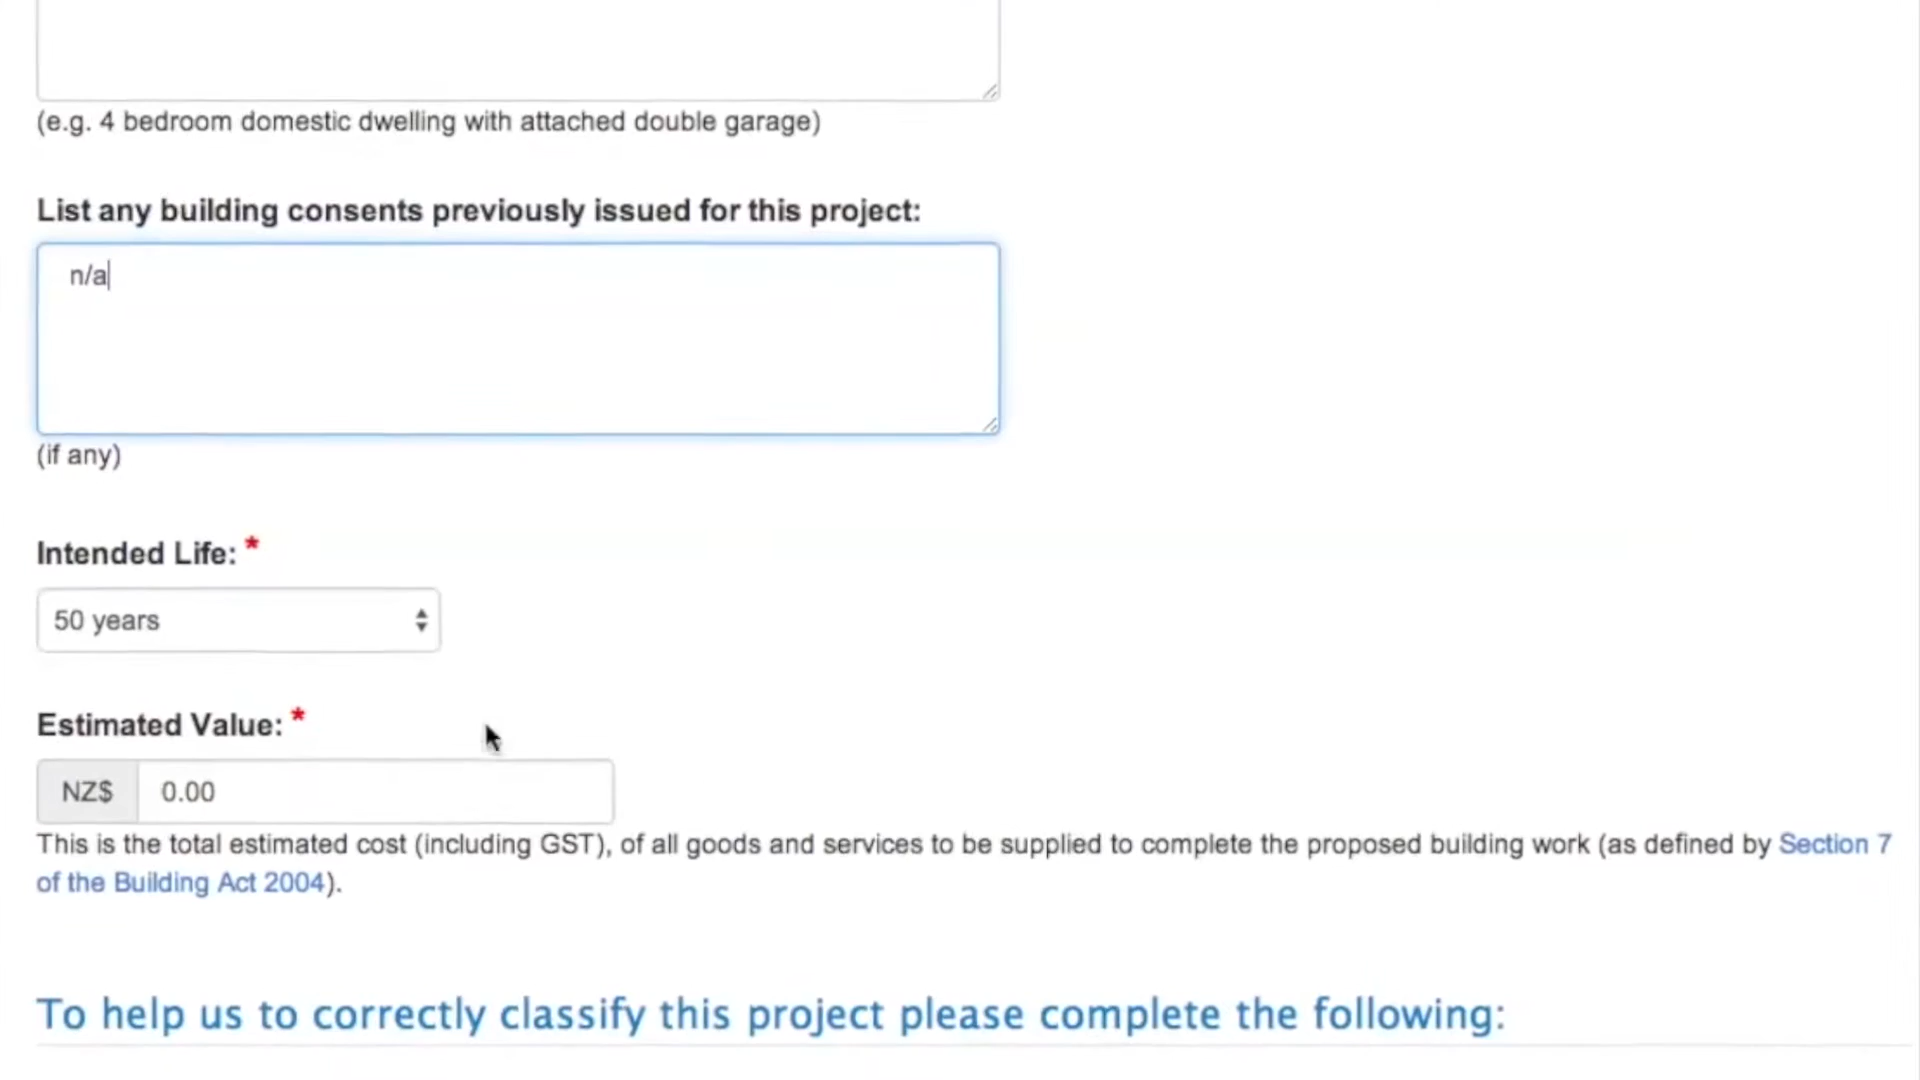 (e.g. 4 bedroom domestic dwelling with attached double garage)
List any building consents previously issued for this project:
n/a
(if any)
Intended Life: *
50 years
Estimated Value: *
NZ$ 0.00
This is the total estimated cost (including GST), of all goods and services to be supplied to complete the proposed building work (as defined by Section 7
of the Building Act 2004).
To help us to correctly classify this project please complete the following: